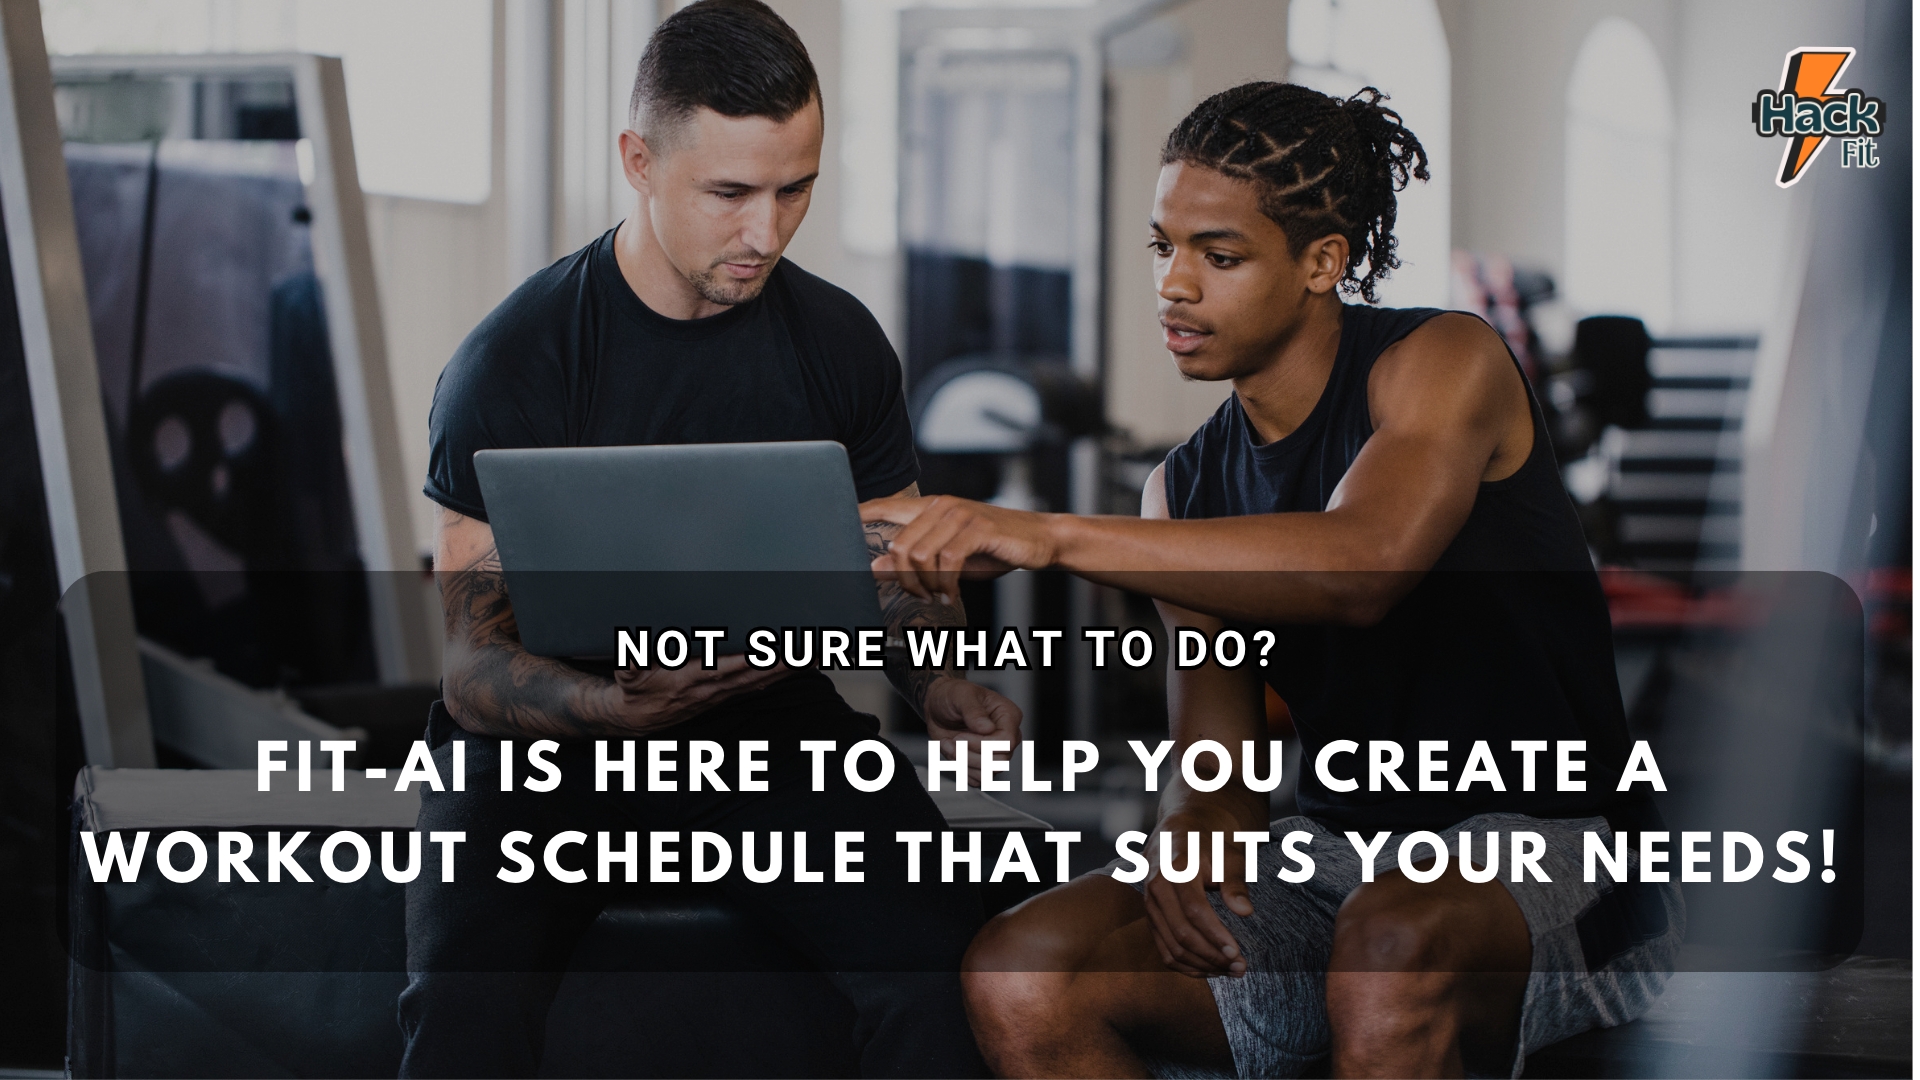 Hack
Fit
NOT SURE WHAT TO DO?
FIT-AI IS HERE TO HELP YOU CREATE A
WORKOUT SCHEDULE THAT SUITS YOUR NEEDS!